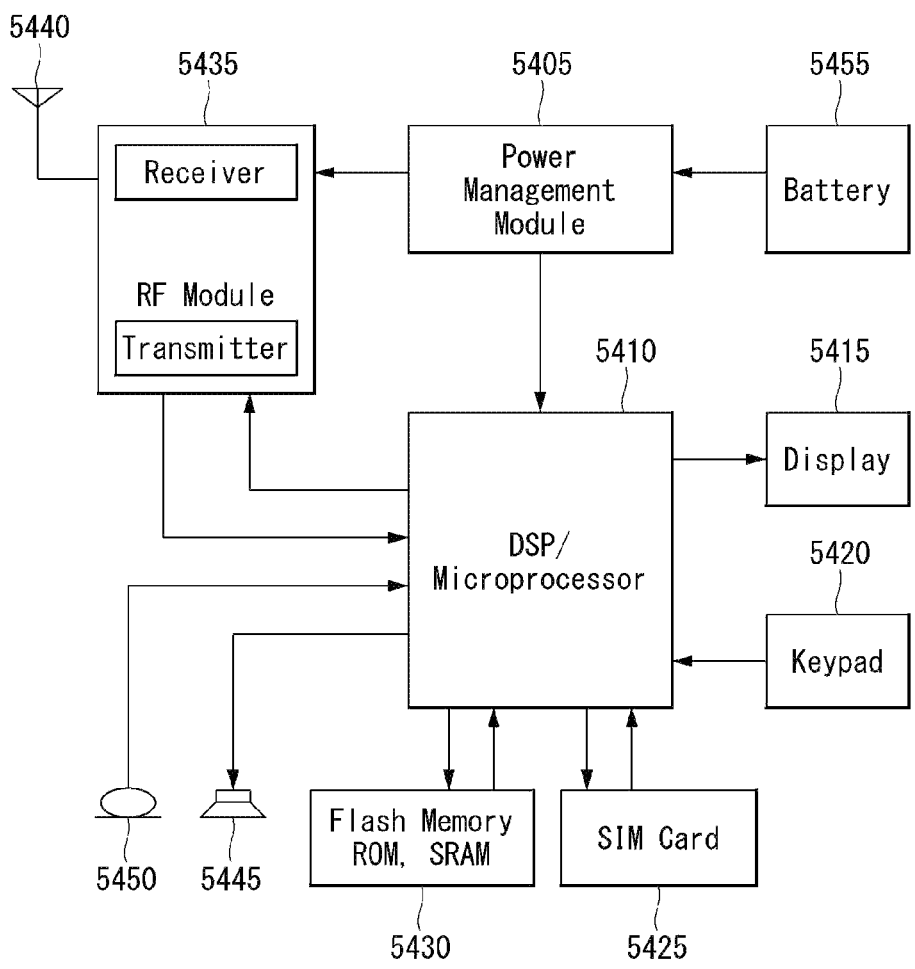 5440
5435
5405
5455
Receiver
RF Module
Transmitter
Power
Management
Module
Battery
5410
5415
DSP/
Microprocessor
Display
5420
Keypad
5450
5445
Flash Memory
ROM, SRAM
SIM Card
5430
5425